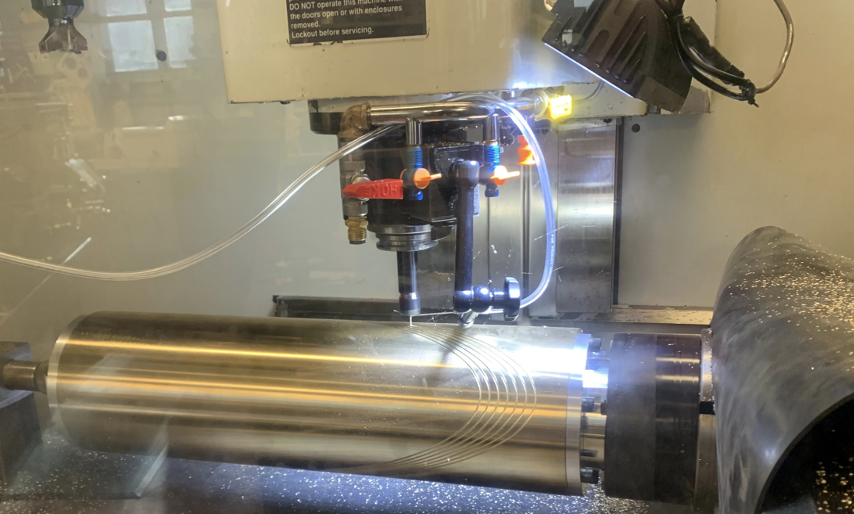 DO NOT operate this machine
the doors open or with enclosures
removed.
Lockout before servicing.